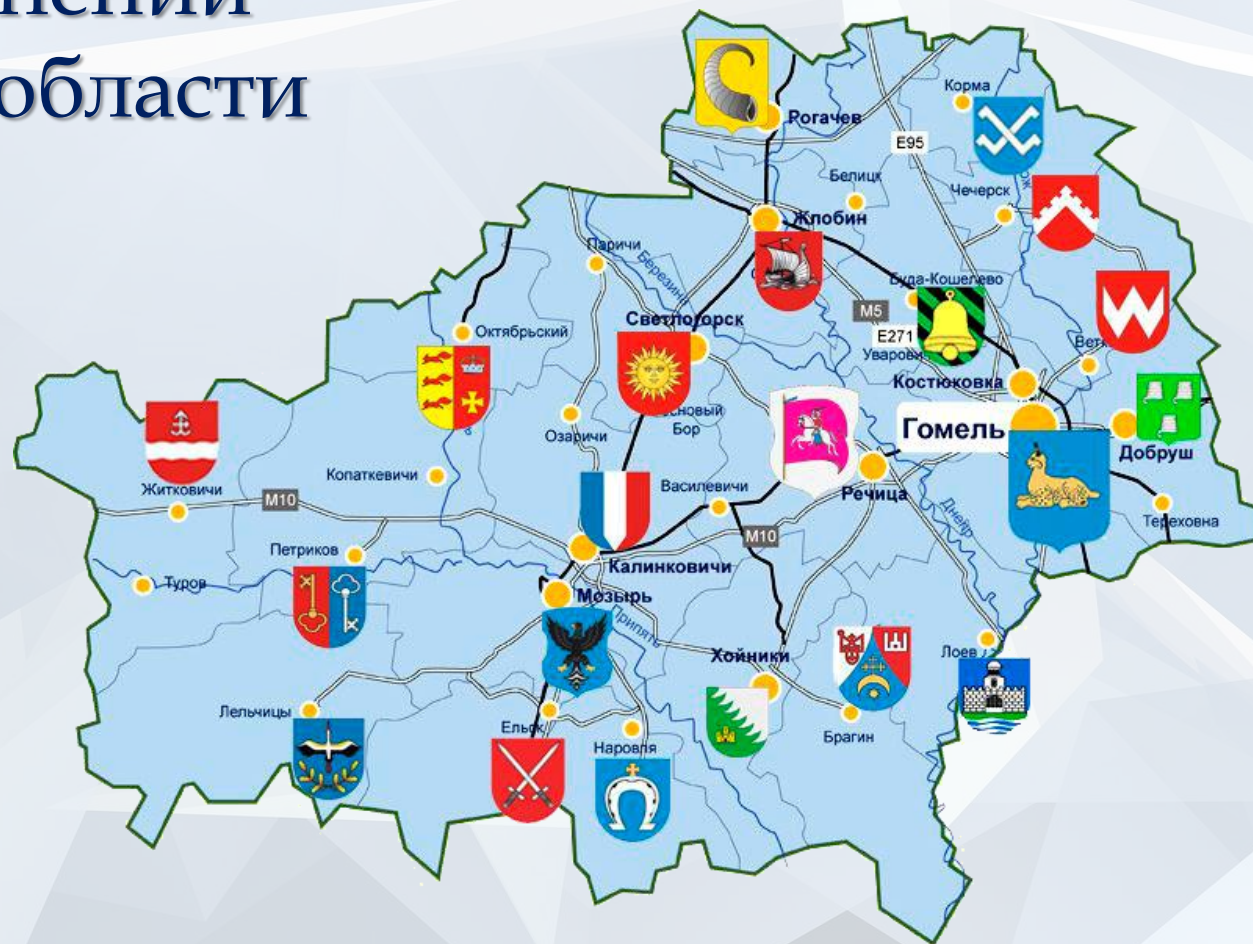 области
Корма
Рогачев
E95
Белицк
Чечерск
Жлобин
Паричи
Березина
Буда-Кошелево
M5
Светлогорск
Октябрьский
E271
Костюковка
Озаричи
Бор
Гомель
Добруш
Копаткевичи
Василевичи
Речица
Житковичи
M10
Днепр
Тереховна
Петриков
M10
Калинковичи
Туров
Мозырь
Припять
Хойники
Лоев
Лельчицы
Ельск
Наровля
Брагин